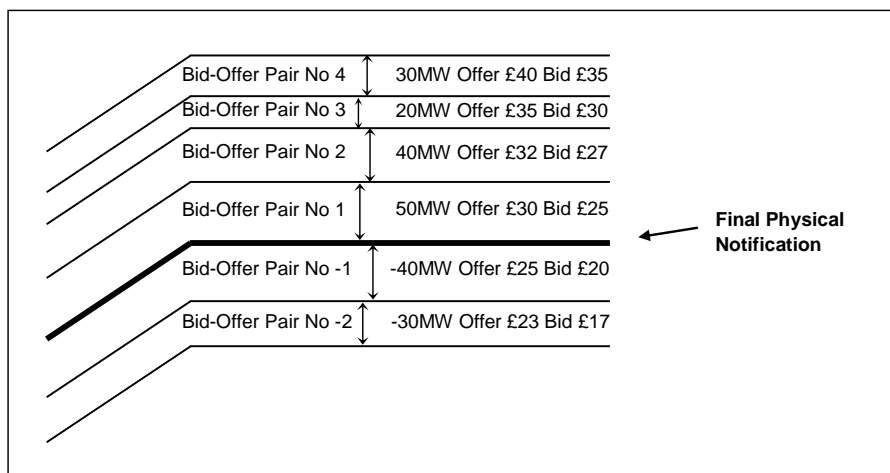 Bid-Offer Pair No 4 30MW Offer £40 Bid £35
Bid-Offer Pair No 3 20MW Offer £35 Bid £30
Bid-Offer Pair No 2 40MW Offer £32 Bid £27
Bid-Offer Pair No 1 50MW Offer £30 Bid £25
Final Physical
Notification
Bid-Offer Pair No -1 -40MW Offer £25 Bid £20
Bid-Offer Pair No -2 -30MW Offer £23 Bid £17